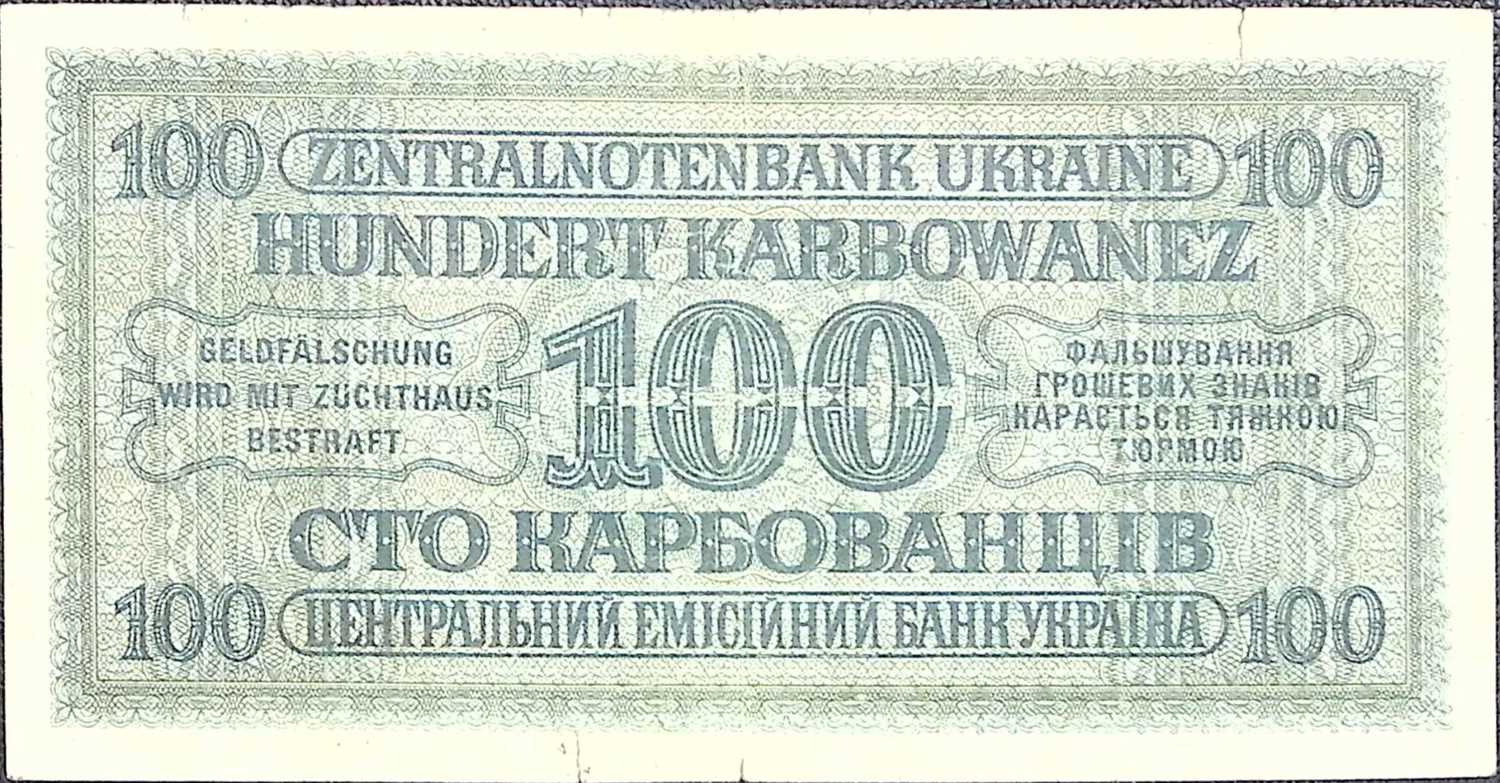 100 ZENTRALNOTENBANK UKRAINE 100
HUNDERT KARBOWANEZ
GELDFÄLSCHUNG
WIRD MIT ZUCHTHAUS
BESTRAFT
100
ФАЛЬШУВАННЯ
ГРОШЕВИХ ЗНАКІВ
КАРАЄТЬСЯ ТЯЖКОЮ
ТЮРМОЮ
СТО КАРБОВАНЦІВ
100 ЦЕНТРАЛЬНИЙ ЕМІСІЙНИЙ БАНК УКРАЇНА 100